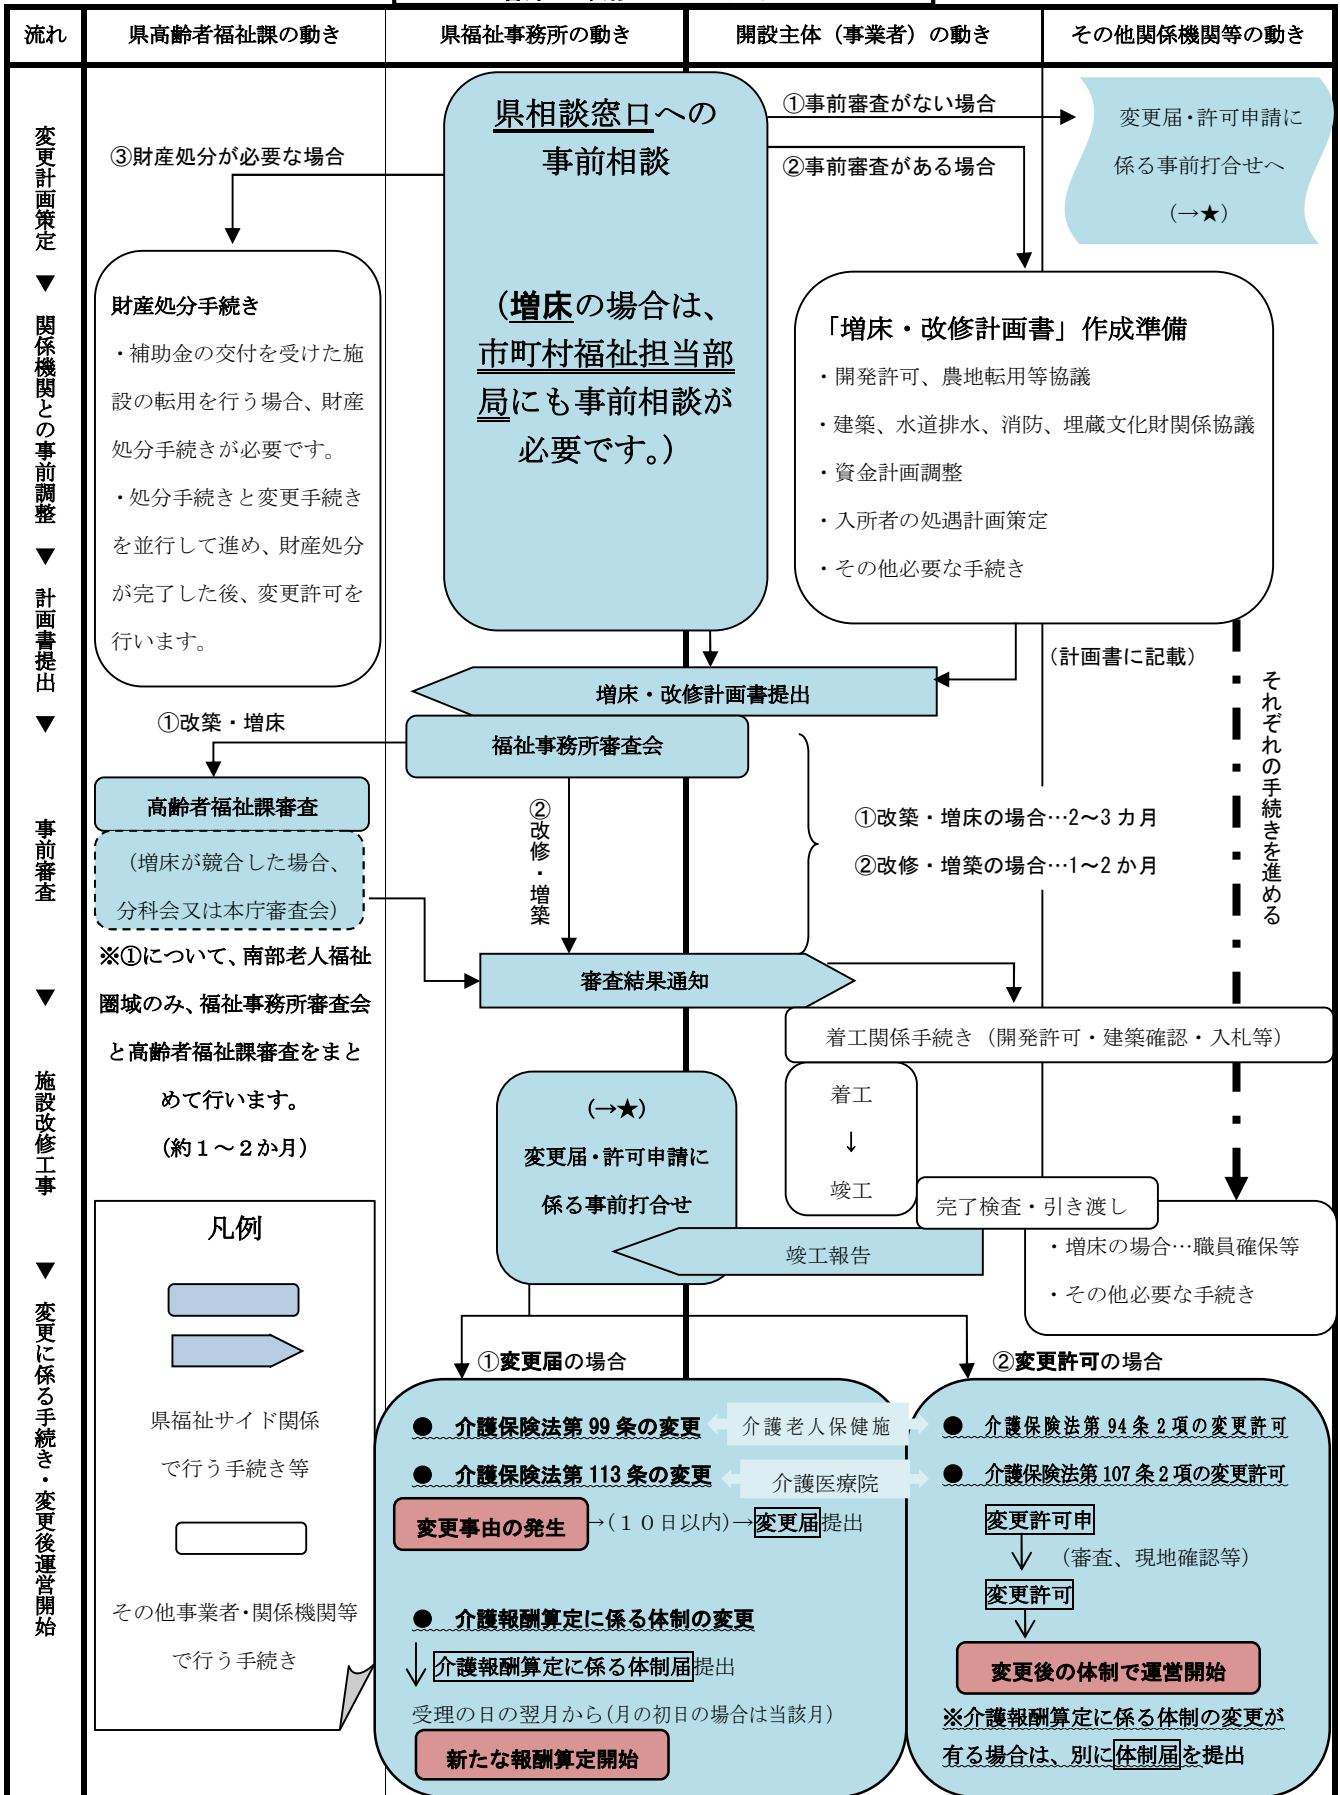 流れ
県高齢者福祉課の動き
県福祉事務所の動き
開設主体（事業者）の動き
その他関係機関等の動き
変更計画策定
▼
関係機関との事前調整
▼
計画書提出
▼
事前審査
▼
施設改修工事
▼
変更に係る手続き・変更後運営開始
県相談窓口への
事前相談
（増床の場合は、
市町村福祉担当部
局にも事前相談が
必要です。）
①事前審査がない場合
②事前審査がある場合
③財産処分が必要な場合
変更届・許可申請に
係る事前打合せへ
（→★）
財産処分手続き
・補助金の交付を受けた施
設の転用を行う場合、財産
処分手続きが必要です。
・処分手続きと変更手続き
を並行して進め、財産処分
が完了した後、変更許可を
行います。
「増床・改修計画書」作成準備
・開発許可、農地転用等協議
・建築、水道排水、消防、埋蔵文化財関係協議
・資金計画調整
・入所者の処遇計画策定
・その他必要な手続き
（計画書に記載）
それぞれの手続きを進める
増床・改修計画書提出
福祉事務所審査会
①改築・増床
高齢者福祉課審査
（増床が競合した場合、
分科会又は本庁審査会）
※①について、南部老人福祉
圏域のみ、福祉事務所審査会
と高齢者福祉課審査をまと
めて行います。
（約１～２か月）
②改修・増築
①改築・増床の場合…2～3カ月
②改修・増築の場合…1～2か月
審査結果通知
着工関係手続き（開発許可・建築確認・入札等）
着工
↓
竣工
完了検査・引き渡し
・増床の場合…職員確保等
・その他必要な手続き
（→★）
変更届・許可申請に
係る事前打合せ
竣工報告
凡例
県福祉サイド関係
で行う手続き等
その他事業者・関係機関等
で行う手続き
①変更届の場合
②変更許可の場合
● 介護保険法第99条の変更
介護老人保健施
● 介護保険法第94条2項の変更許可
● 介護保険法第113条の変更
介護医療院
● 介護保険法第107条2項の変更許可
変更事由の発生→（１０日以内）→変更届提出
● 介護報酬算定に係る体制の変更
介護報酬算定に係る体制届提出
受理の日の翌月から（月の初日の場合は当該月）
新たな報酬算定開始
変更許可申
（審査、現地確認等）
変更許可
変更後の体制で運営開始
※介護報酬算定に係る体制の変更が
有る場合は、別に体制届を提出